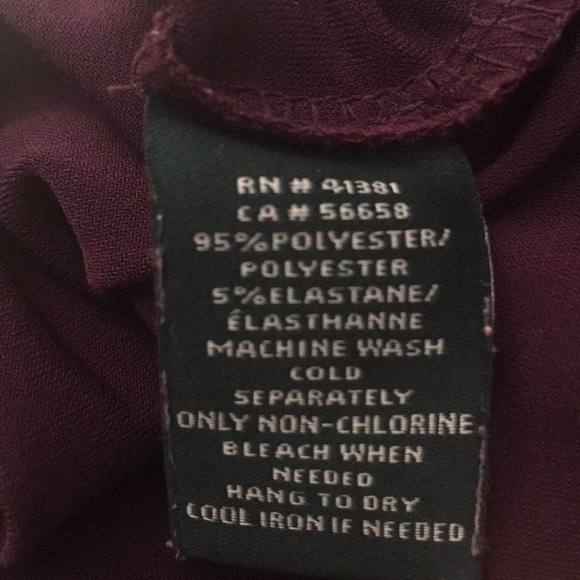 RN # 41381
CA # 56658
95%POLYESTER/
POLYESTER
5%ELASTANE/
ÉLASTHANNE
MACHINE WASH
COLD
SEPARATELY
ONLY NON-CHLORINE
BLEACH WHEN
NEEDED
HANG TO DRY
COOL IRON IF NEEDED